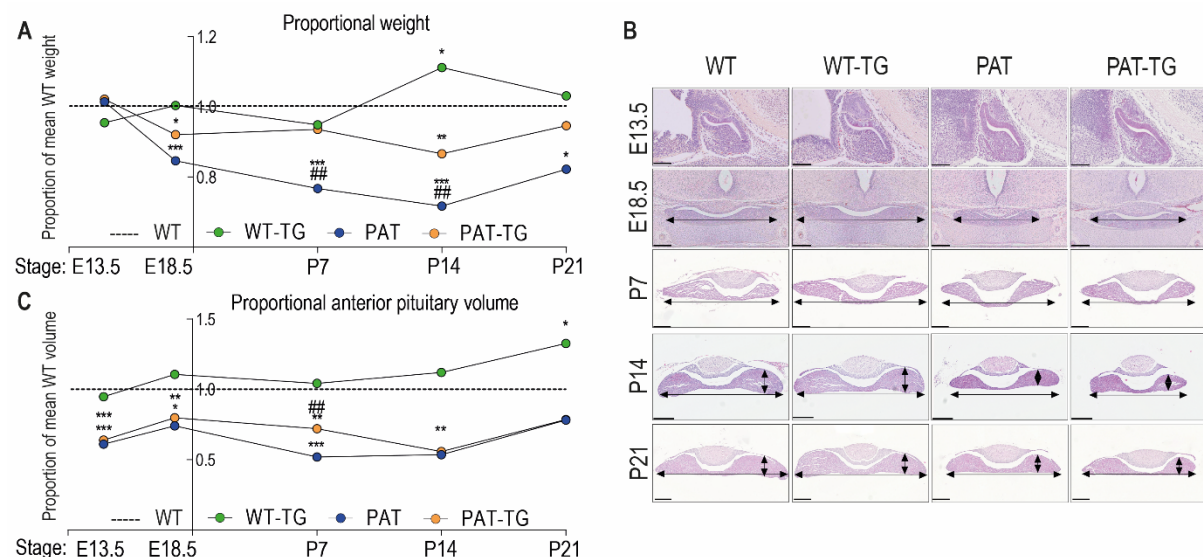 A
Proportional weight
Proportion of mean WT weight
1.2
1.0
0.8
*
*
***
***
##
*
**
***
##
*
WT
WT-TG
PAT
PAT-TG
Stage: E13.5
E18.5
P7
P14
P21
C
Proportional anterior pituitary volume
Proportion of mean WT volume
1.5
1.0
0.5
*
***
***
**
*
##
**
***
**
WT
WT-TG
PAT
PAT-TG
Stage: E13.5
E18.5
P7
P14
P21
B
WT
WT-TG
PAT
PAT-TG
E13.5
E18.5
P7
P14
P21